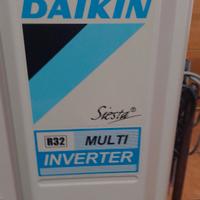 DAIKIN
Siesta®
R32 MULTI
INVERTER